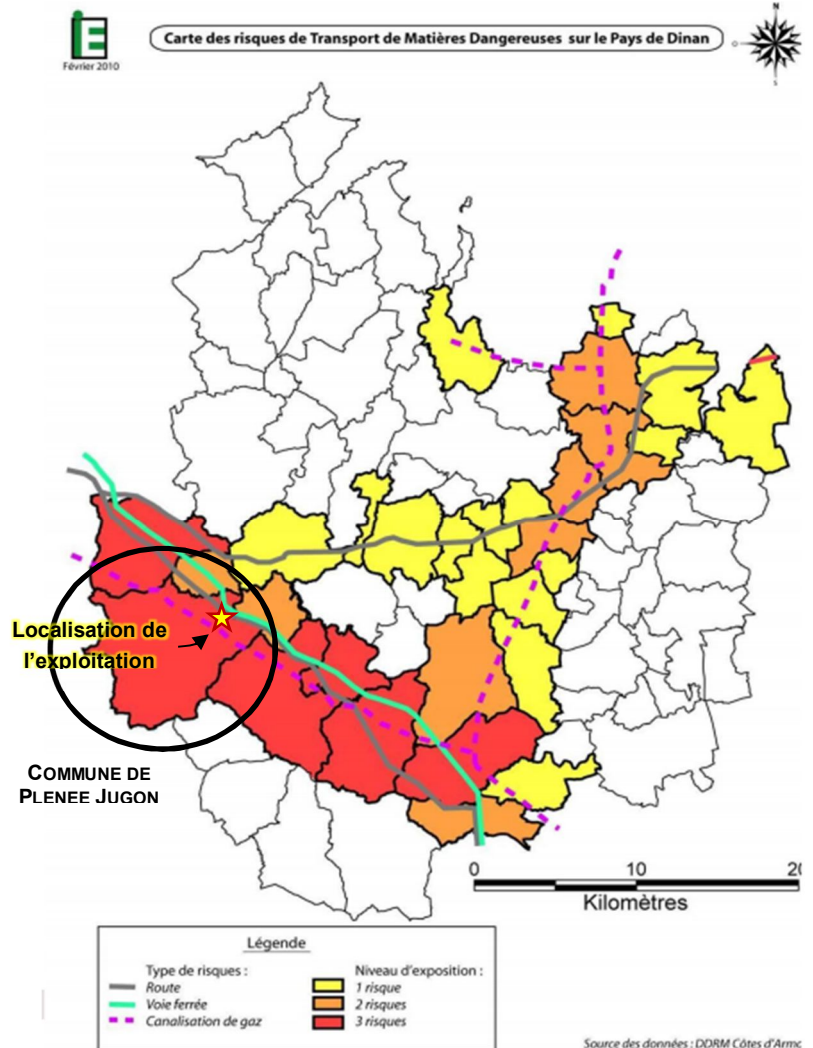 iE
Février 2010
Carte des risques de Transport de Matières Dangereuses sur le Pays de Dinan
N
Localisation de
l'exploitation
COMMUNE DE
PLENEE JUGON
0 10 20
Kilomètres
Légende
Type de risques :
Route
Voie ferrée
Canalisation de gaz
Niveau d'exposition :
1 risque
2 risques
3 risques
Source des données : DDRM Côtes d'Armo